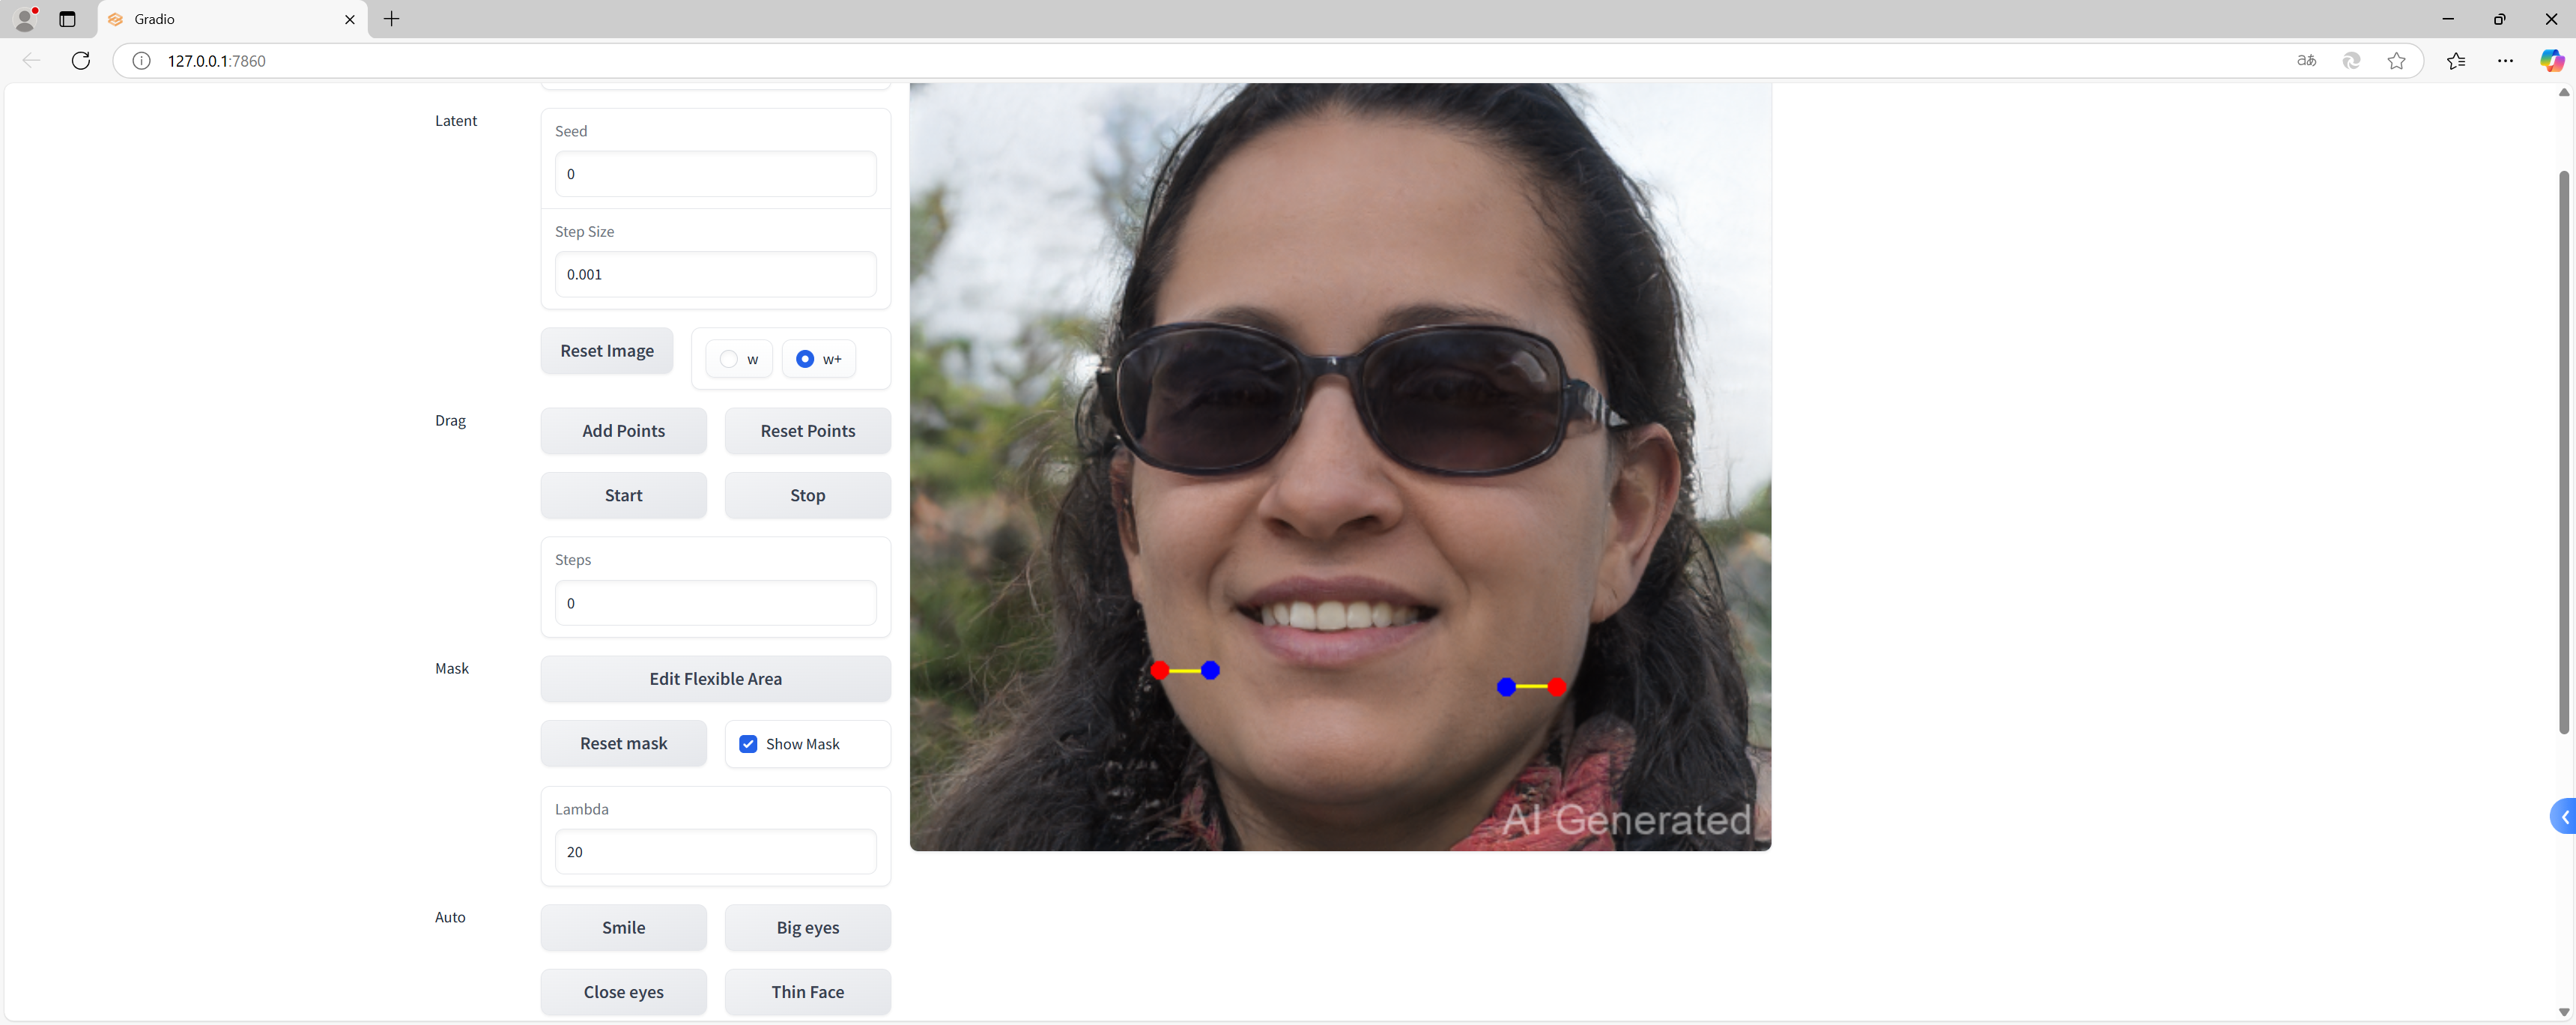 Gradio
127.0.0.1:7860
Latent
Seed
0
Step Size
0.001
Reset Image
w
w+
Drag
Add Points
Reset Points
Start
Stop
Steps
0
Mask
Edit Flexible Area
Reset mask
Show Mask
Lambda
20
Auto
Smile
Big eyes
Close eyes
Thin Face
AI Generated